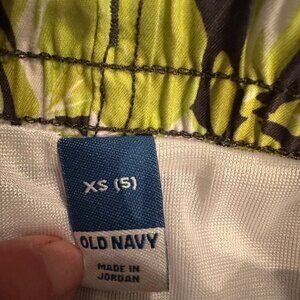 XS (5)
OLD NAVY
MADE IN
JORDAN